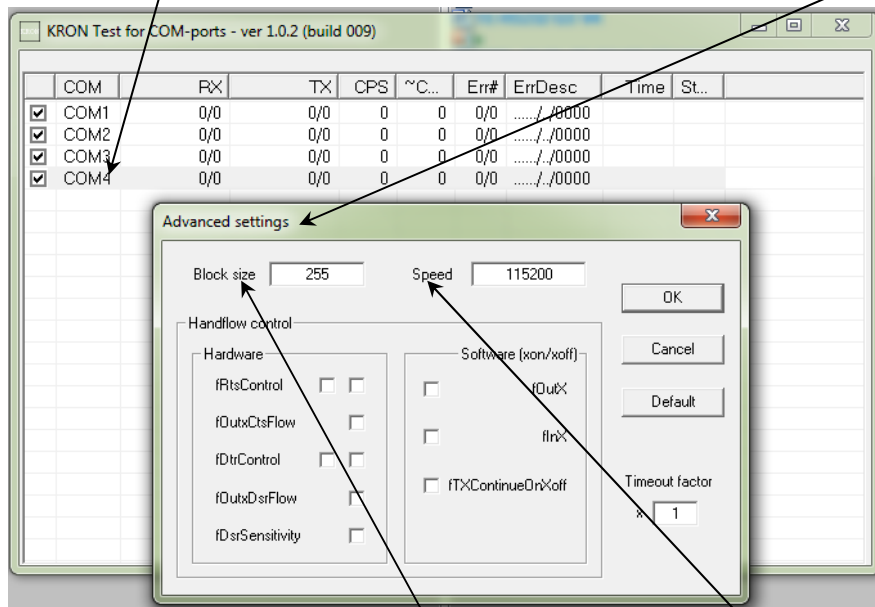 KRON Test for COM-ports - ver 1.0.2 (build 009)
COM RX TX CPS ~C... Err# ErrDesc Time St...
COM1 0/0 0/0 0 0 0/0 ....../../0000
COM2 0/0 0/0 0 0 0/0 ....../../0000
COM3 0/0 0/0 0 0 0/0 ....../../0000
COM4 0/0 0/0 0 0 0/0 ....../../0000
Advanced settings
Block size 255 Speed 115200
OK
Cancel
Default
Handflow control
Hardware
fRtsControl
fOutxCtsFlow
fDtrControl
fOutxDsrFlow
fDsrSensitivity
Software (xon/xoff)
fOutX
fInX
fTXContinueOnXoff
Timeout factor
x 1